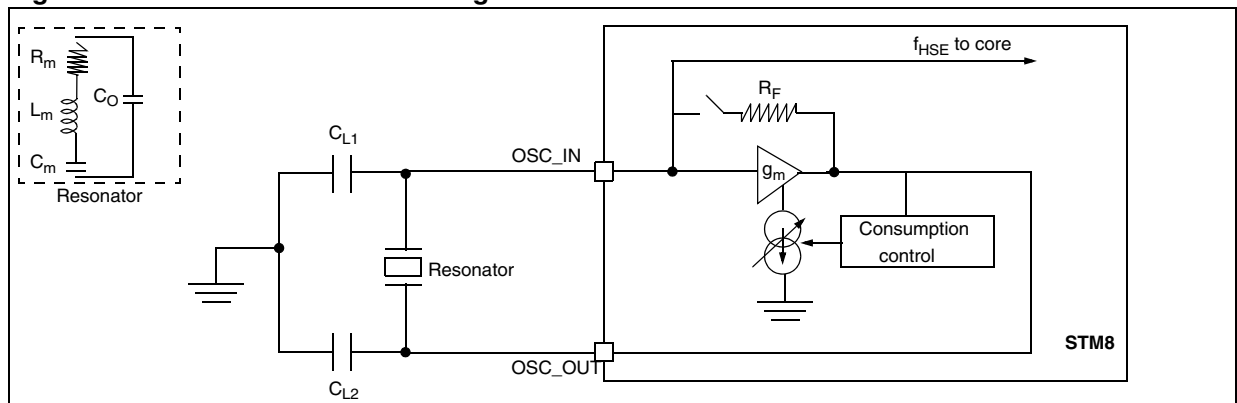 R_m
L_m
C_m
C_O
Resonator
C_L1
C_L2
Resonator
OSC_IN
OSC_OUT
f_HSE to core
R_F
g_m
Consumption
control
STM8